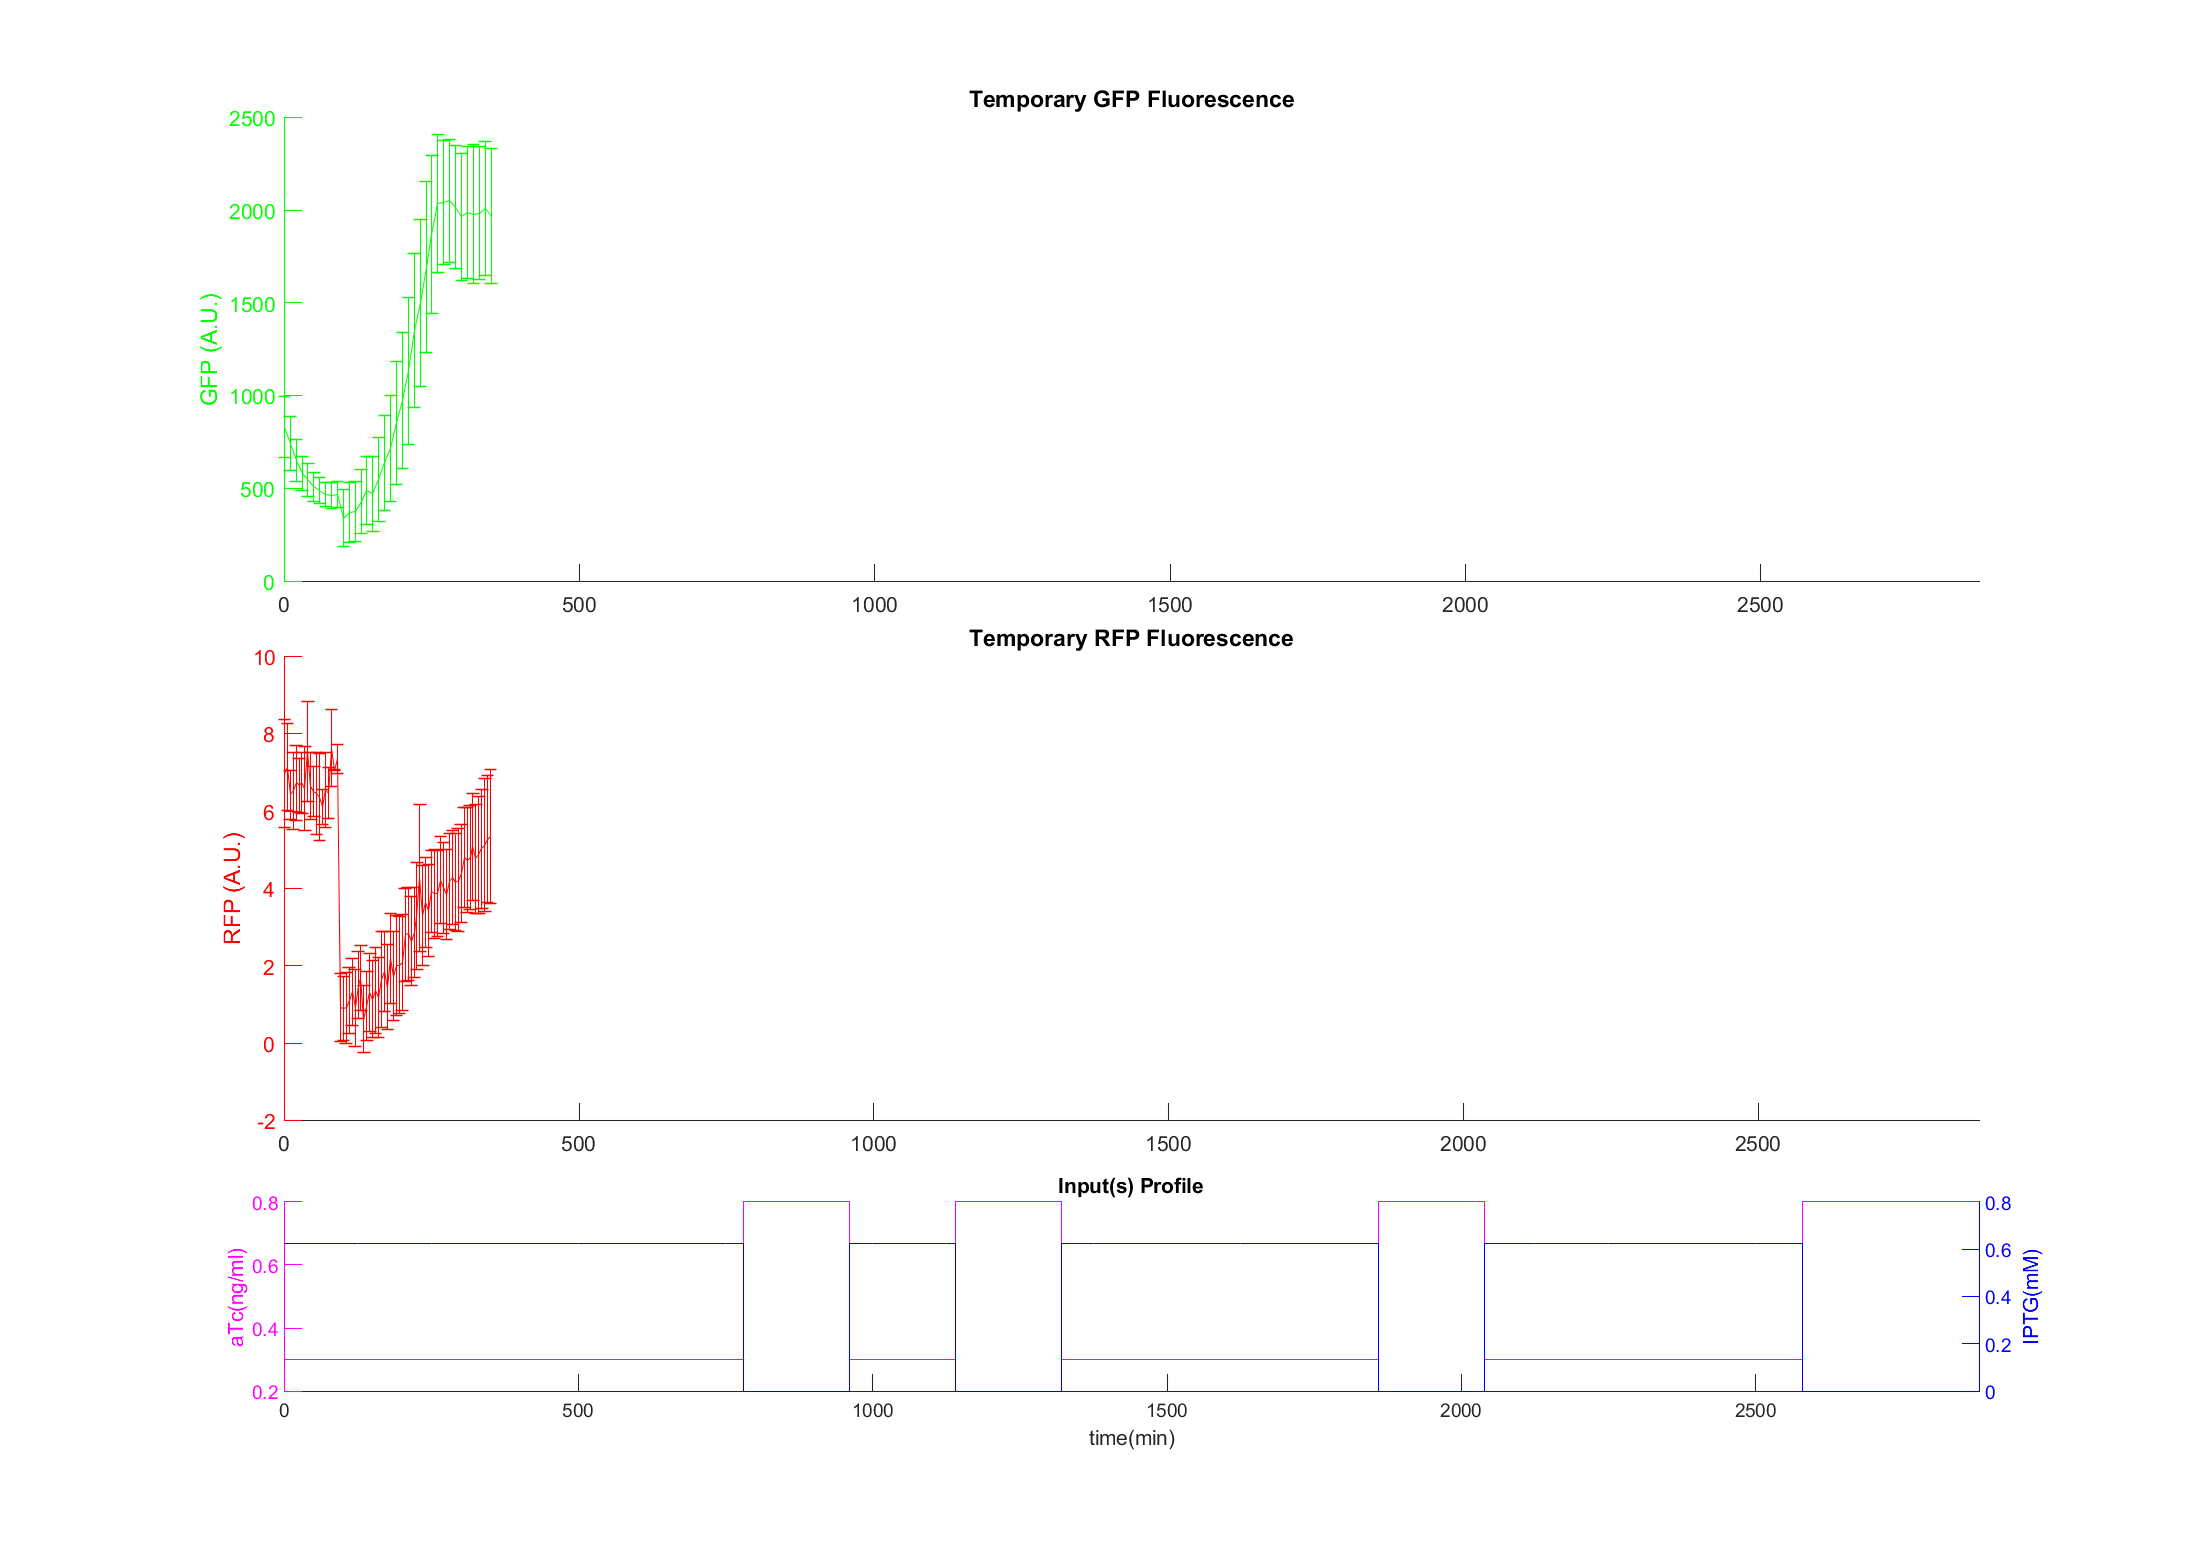 Temporary GFP Fluorescence
2500
2000
1500
1000
500
0
GFP (A.U.)
0 500 1000 1500 2000 2500
Temporary RFP Fluorescence
10
8
6
4
2
0
-2
RFP (A.U.)
0 500 1000 1500 2000 2500
Input(s) Profile
0.8
0.6
0.4
0.2
aTc(ng/ml)
0.8
0.6
0.4
0.2
0
IPTG(mM)
0 500 1000 1500 2000 2500
time(min)